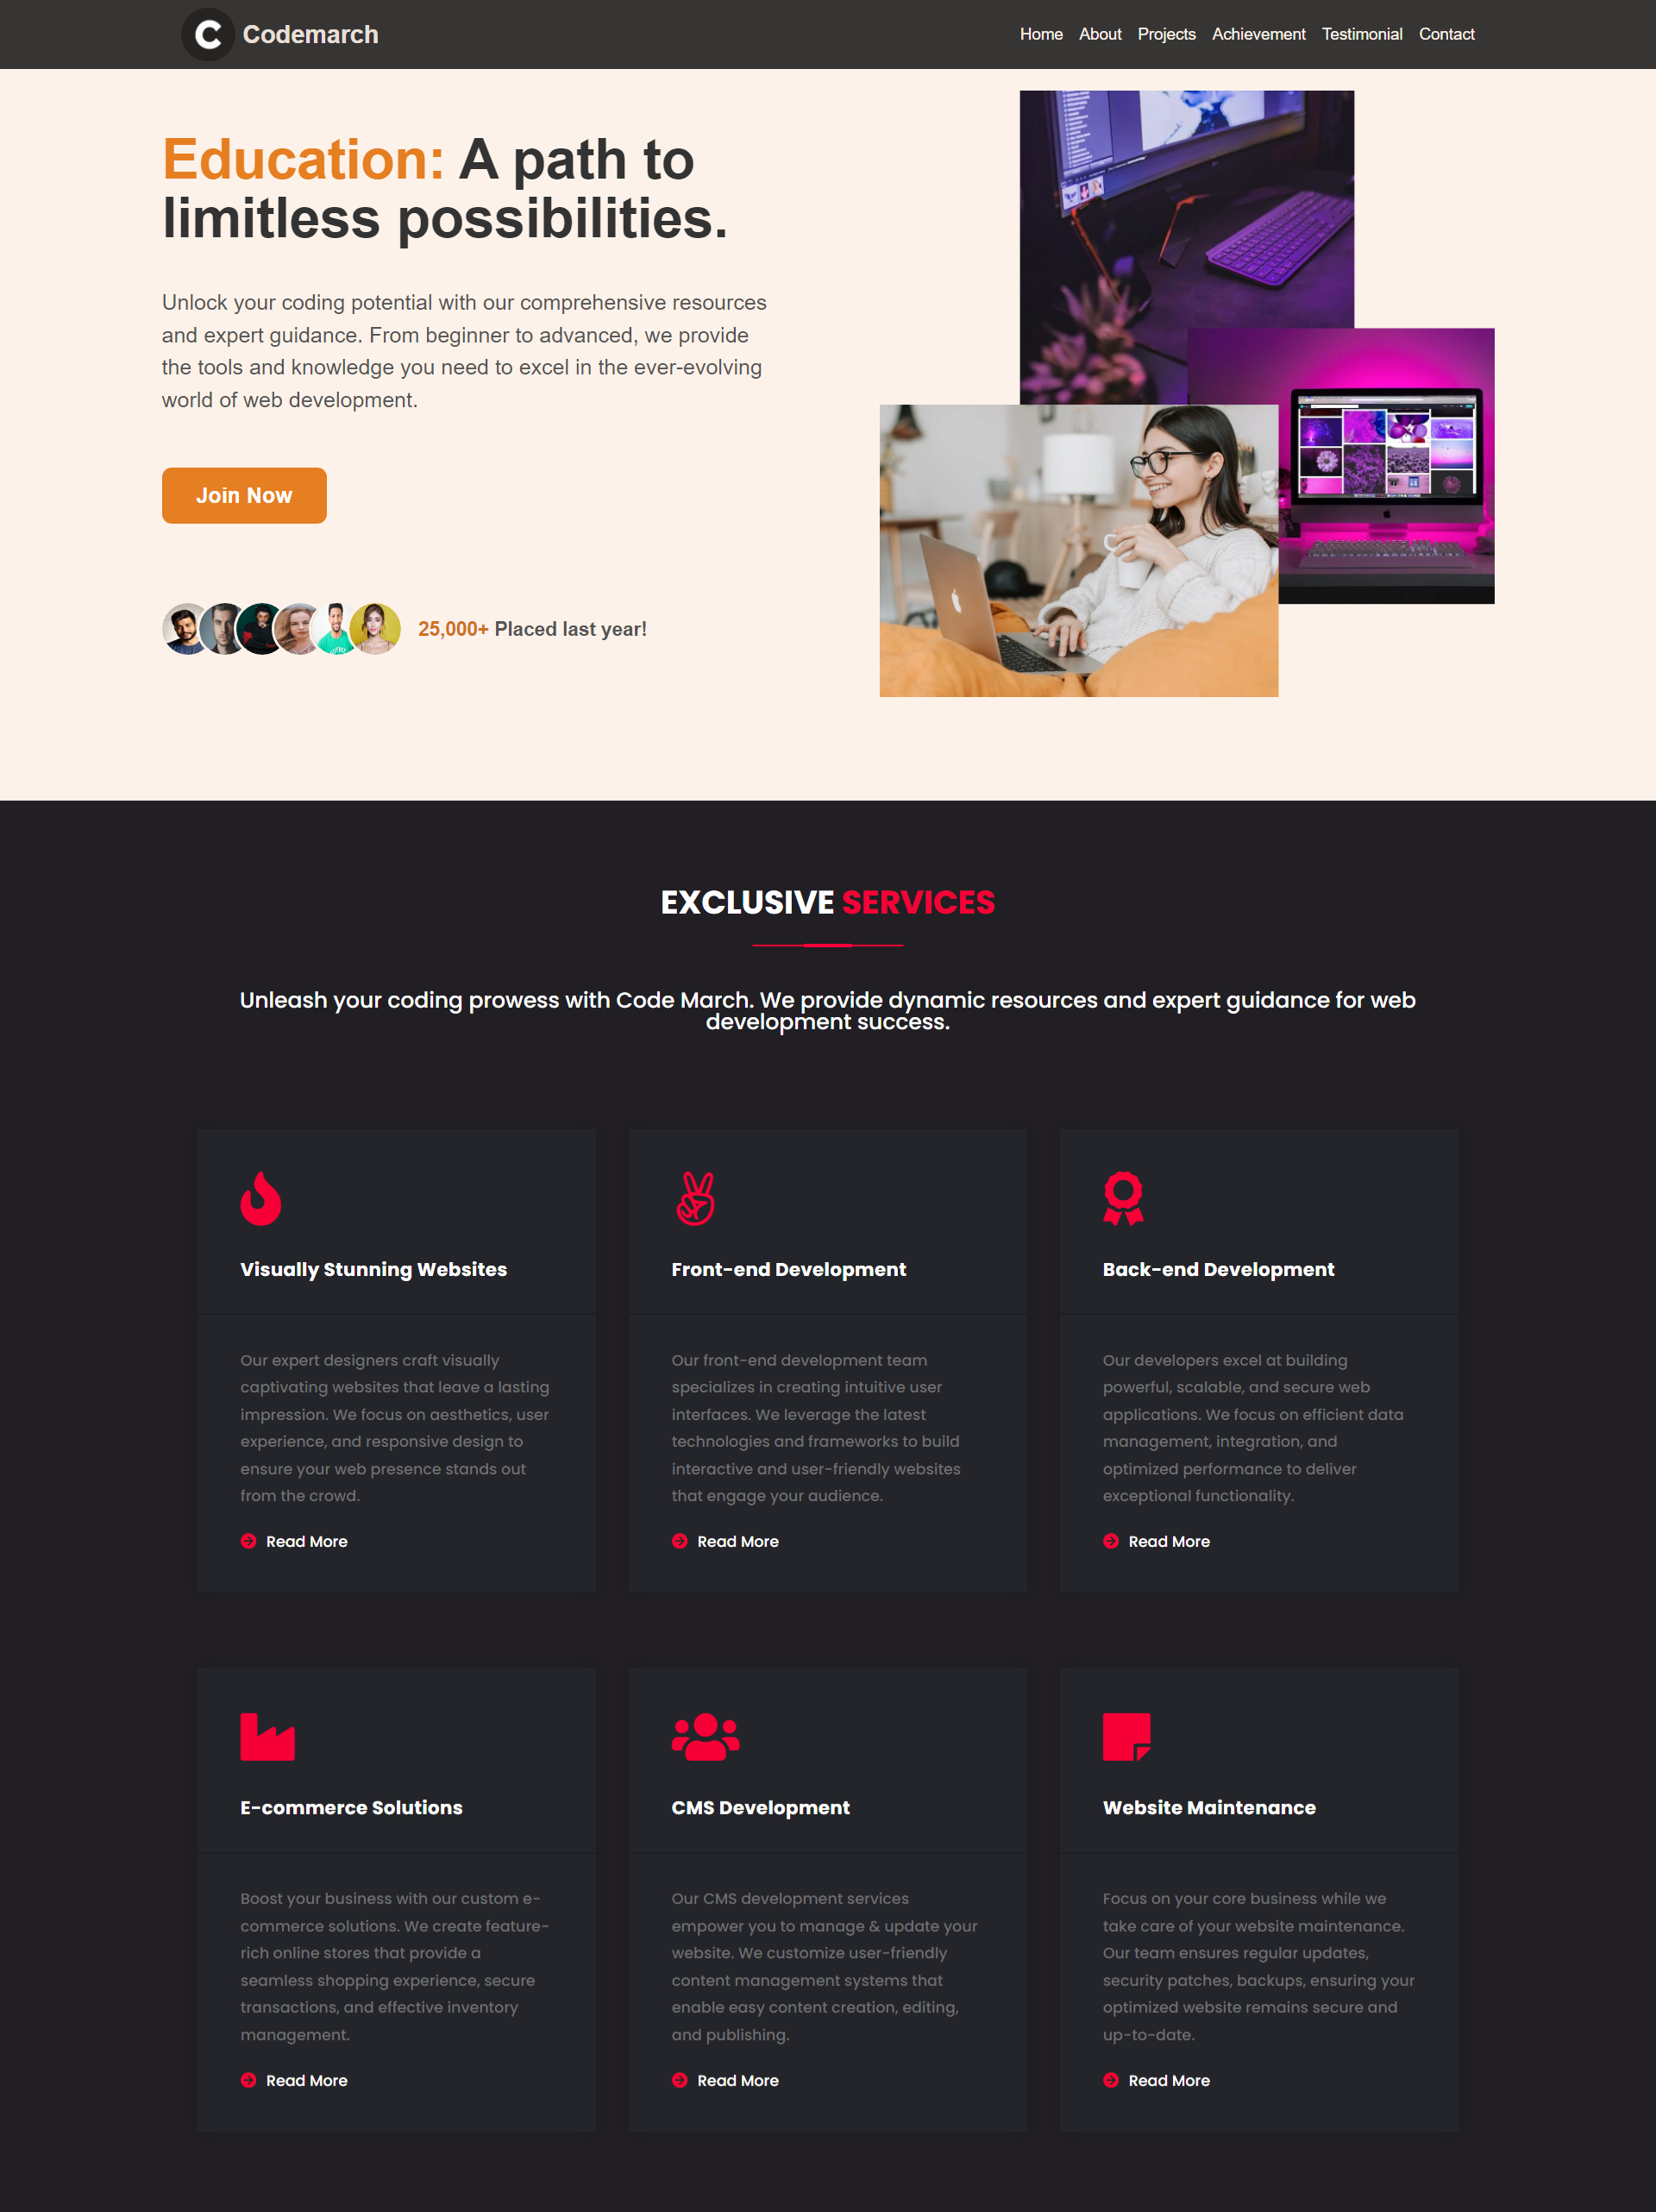 Codemarch
Home About Projects Achievement Testimonial Contact
Education: A path to
limitless possibilities.
Unlock your coding potential with our comprehensive resources
and expert guidance. From beginner to advanced, we provide
the tools and knowledge you need to excel in the ever-evolving
world of web development.
Join Now
25,000+ Placed last year!
EXCLUSIVE SERVICES
Unleash your coding prowess with Code March. We provide dynamic resources and expert guidance for web
development success.
Visually Stunning Websites
Our expert designers craft visually
captivating websites that leave a lasting
impression. We focus on aesthetics, user
experience, and responsive design to
ensure your web presence stands out
from the crowd.
Read More
Front-end Development
Our front-end development team
specializes in creating intuitive user
interfaces. We leverage the latest
technologies and frameworks to build
interactive and user-friendly websites
that engage your audience.
Read More
Back-end Development
Our developers excel at building
powerful, scalable, and secure web
applications. We focus on efficient data
management, integration, and
optimized performance to deliver
exceptional functionality.
Read More
E-commerce Solutions
Boost your business with our custom e-
commerce solutions. We create feature-
rich online stores that provide a
seamless shopping experience, secure
transactions, and effective inventory
management.
Read More
CMS Development
Our CMS development services
empower you to manage & update your
website. We customize user-friendly
content management systems that
enable easy content creation, editing,
and publishing.
Read More
Website Maintenance
Focus on your core business while we
take care of your website maintenance.
Our team ensures regular updates,
security patches, backups, ensuring your
optimized website remains secure and
up-to-date.
Read More